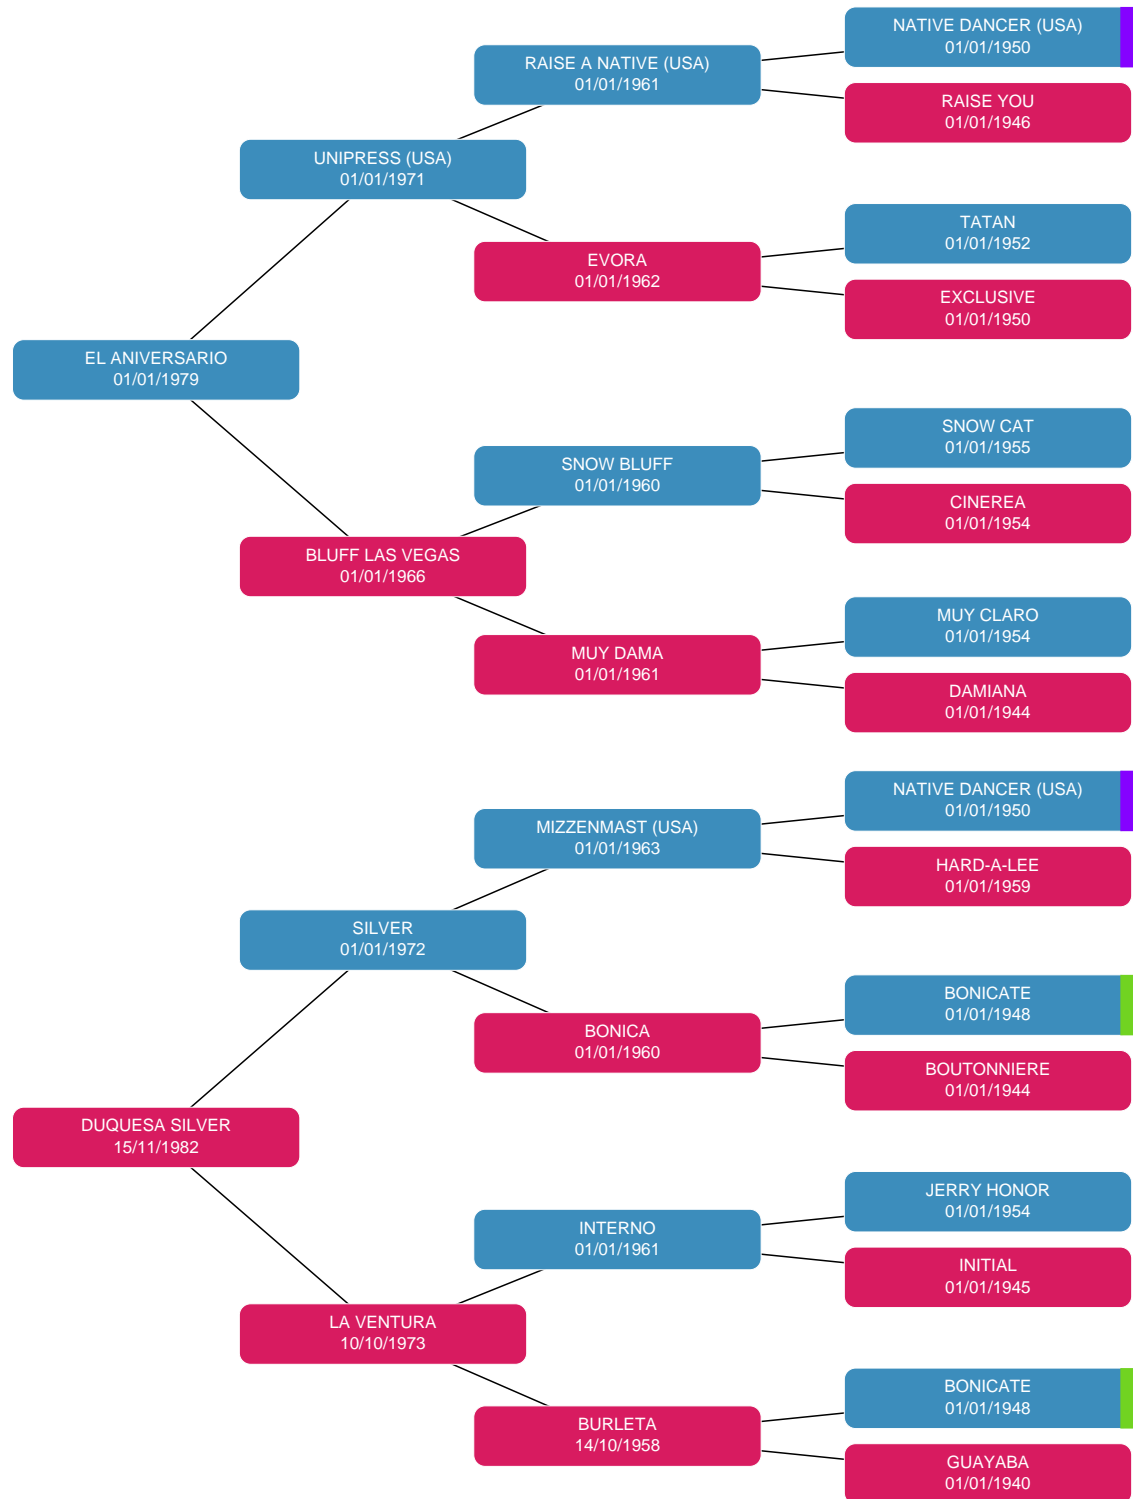 NATIVE DANCER (USA)
01/01/1950
RAISE A NATIVE (USA)
01/01/1961
RAISE YOU
01/01/1946
UNIPRESS (USA)
01/01/1971
TATAN
01/01/1952
EVORA
01/01/1962
EXCLUSIVE
01/01/1950
EL ANIVERSARIO
01/01/1979
SNOW CAT
01/01/1955
SNOW BLUFF
01/01/1960
CINEREA
01/01/1954
BLUFF LAS VEGAS
01/01/1966
MUY CLARO
01/01/1954
MUY DAMA
01/01/1961
DAMIANA
01/01/1944
NATIVE DANCER (USA)
01/01/1950
MIZZENMAST (USA)
01/01/1963
HARD-A-LEE
01/01/1959
SILVER
01/01/1972
BONICATE
01/01/1948
BONICA
01/01/1960
BOUTONNIERE
01/01/1944
DUQUESA SILVER
15/11/1982
JERRY HONOR
01/01/1954
INTERNO
01/01/1961
INITIAL
01/01/1945
LA VENTURA
10/10/1973
BONICATE
01/01/1948
BURLETA
14/10/1958
GUAYABA
01/01/1940